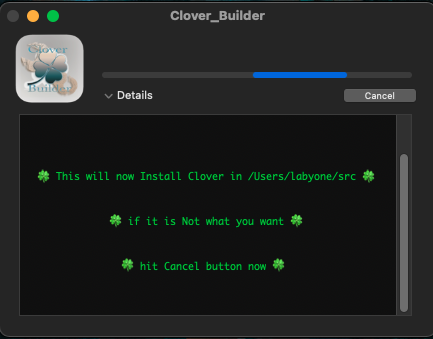 Clover_Builder
Clover
Builder
Details
Cancel
🍀 This will now Install Clover in /Users/labyone/src 🍀
🍀 if it is Not what you want 🍀
🍀 hit Cancel button now 🍀